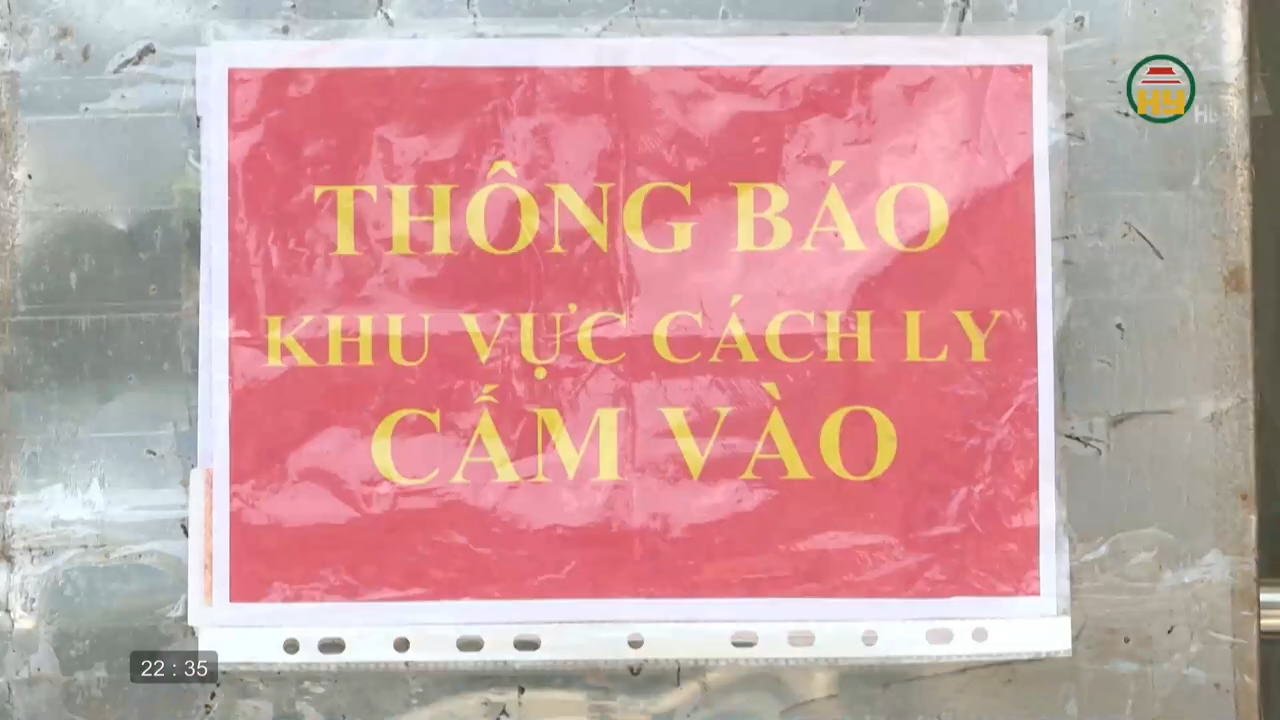 HY
THÔNG BÁO
KHU VỰC CÁCH LY
CẤM VÀO
22 : 35